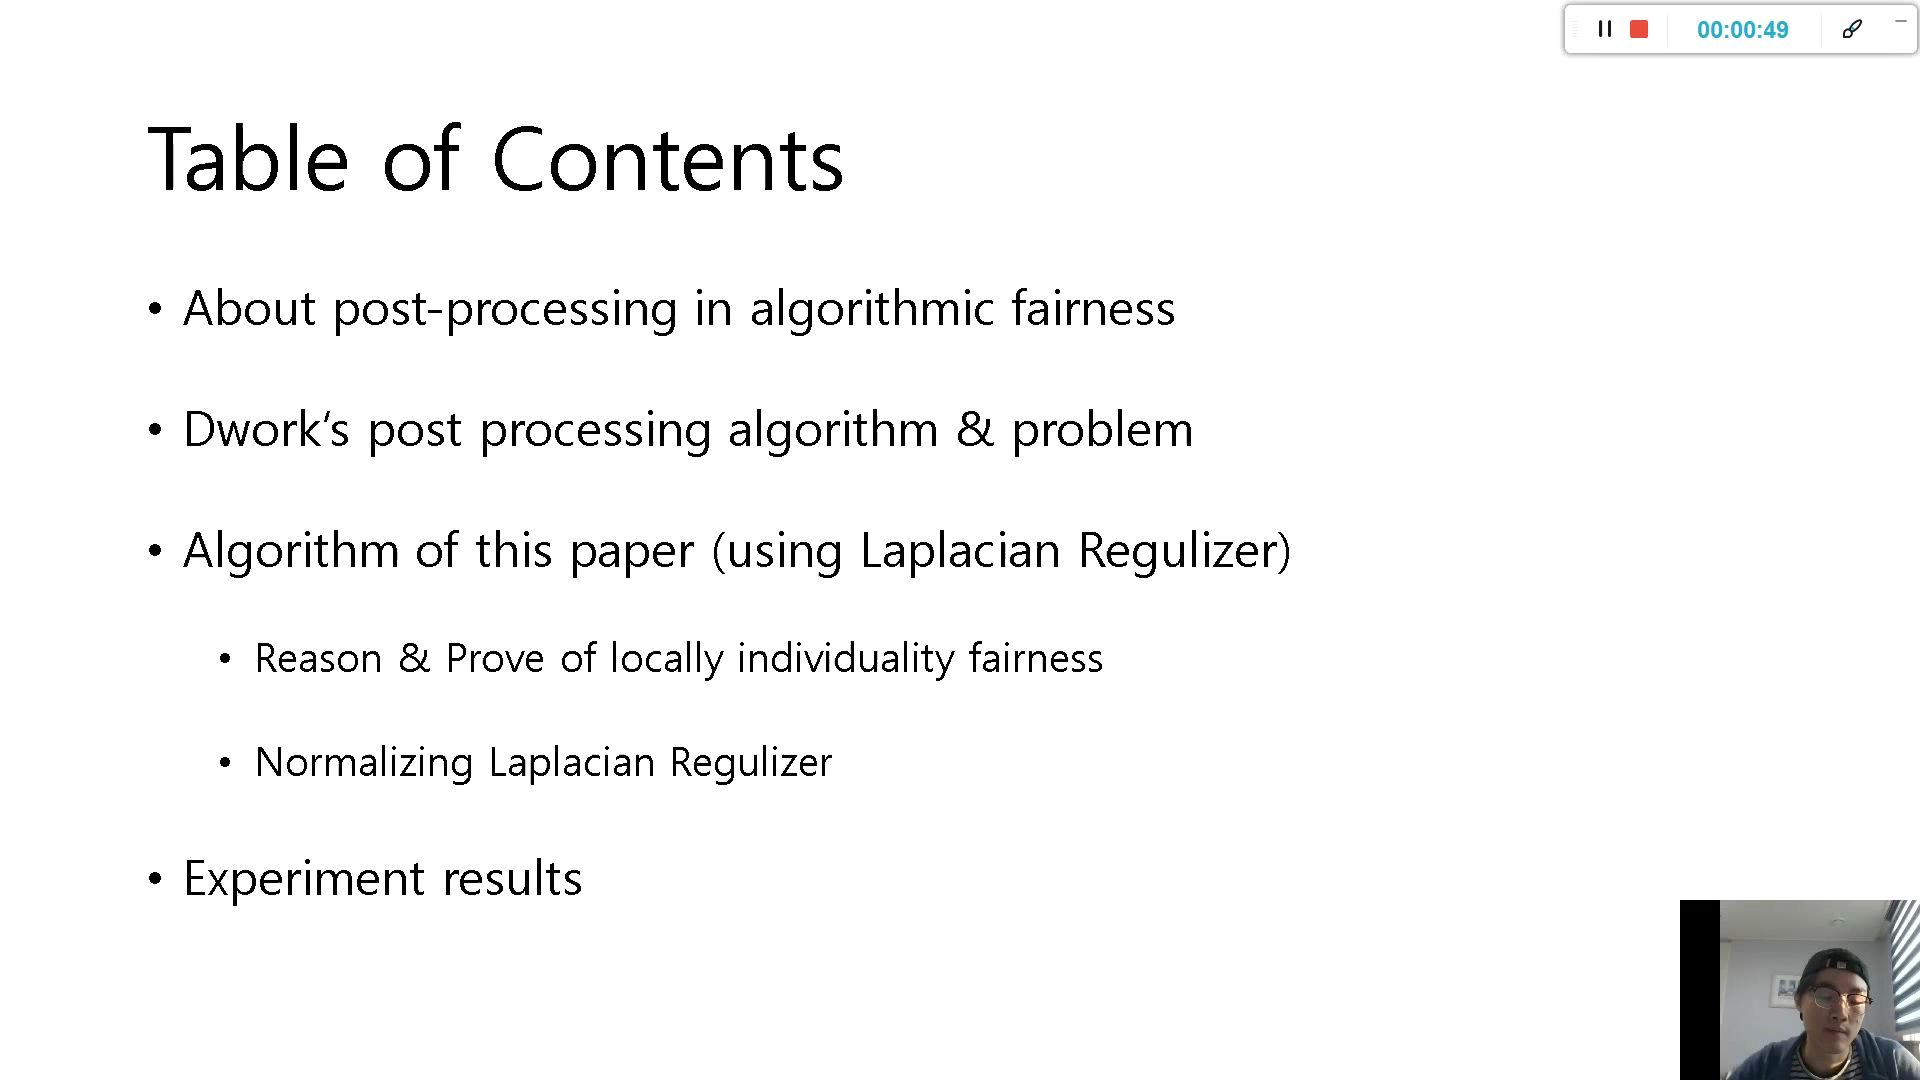 00:00:49
Table of Contents
• About post-processing in algorithmic fairness
• Dwork‘s post processing algorithm & problem
• Algorithm of this paper (using Laplacian Regulizer)
• Reason & Prove of locally individuality fairness
• Normalizing Laplacian Regulizer
• Experiment results